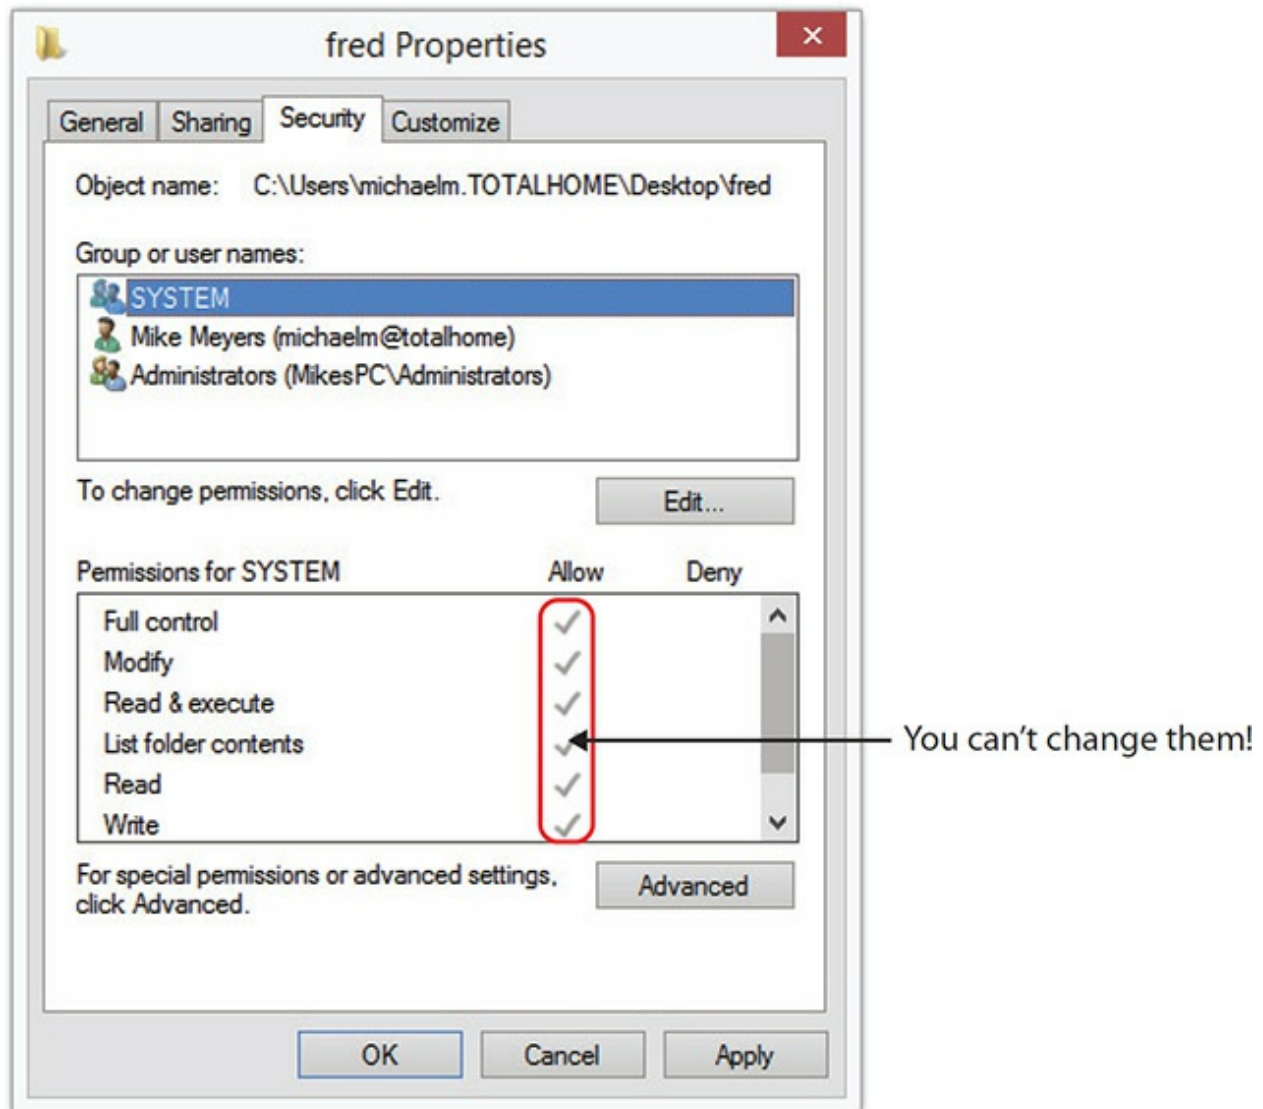 fred Properties
General Sharing Security Customize
Object name: C:\Users\michaelm.TOTALHOME\Desktop\fred
Group or user names:
SYSTEM
Mike Meyers (michaelm@totalhome)
Administrators (MikesPC\Administrators)
To change permissions, click Edit.
Edit...
Permissions for SYSTEM Allow Deny
Full control
Modify
Read & execute
List folder contents
You can't change them!
Read
Write
For special permissions or advanced settings,
click Advanced.
Advanced
OK Cancel Apply